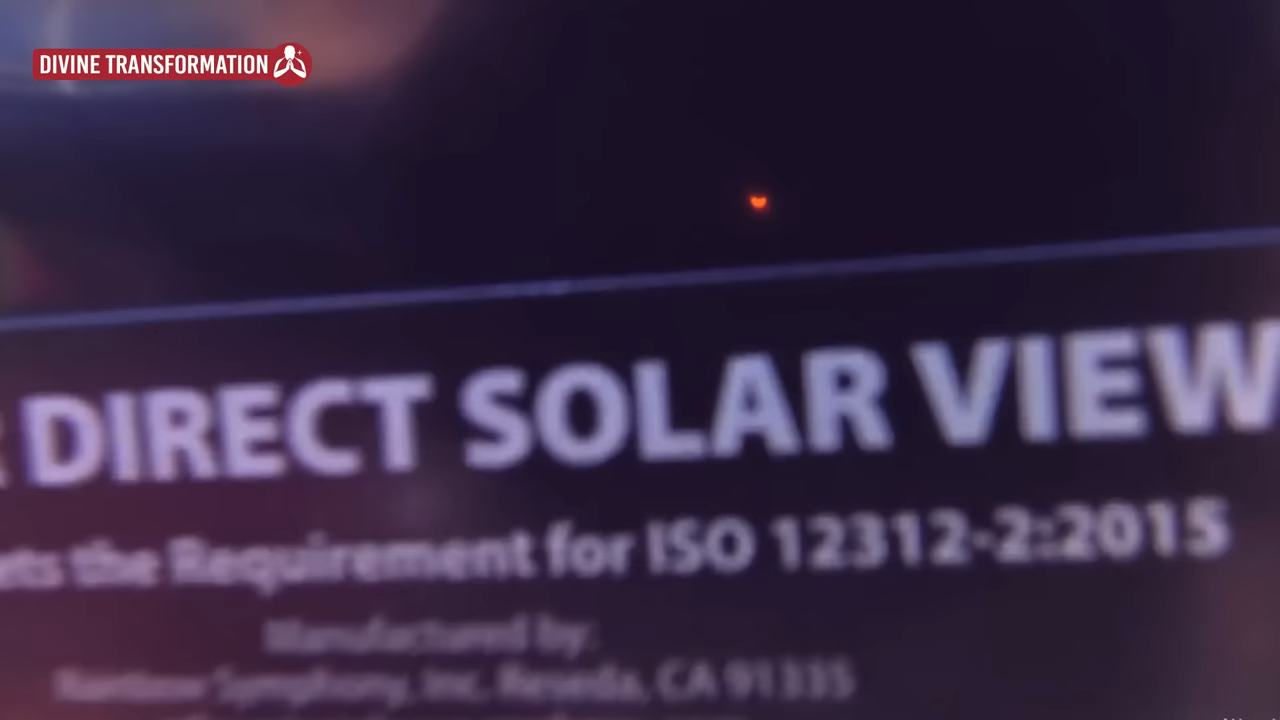 DIVINE TRANSFORMATION
DIRECT SOLAR VIEW
the Requirement for ISO 12312-2:2015
Manufactured by:
Rainbow Symphony, Inc. Reseda, CA 91335